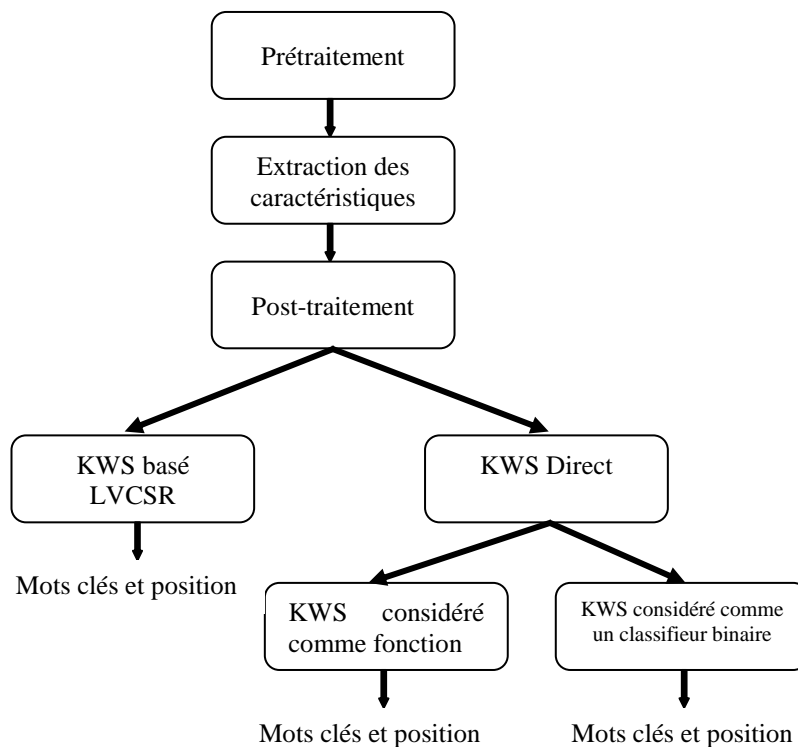 Prétraitement
Extraction des
caractéristiques
Post-traitement
KWS basé
LVCSR
KWS Direct
Mots clés et position
KWS considéré
comme fonction
KWS considéré comme
un classifieur binaire
Mots clés et position
Mots clés et position